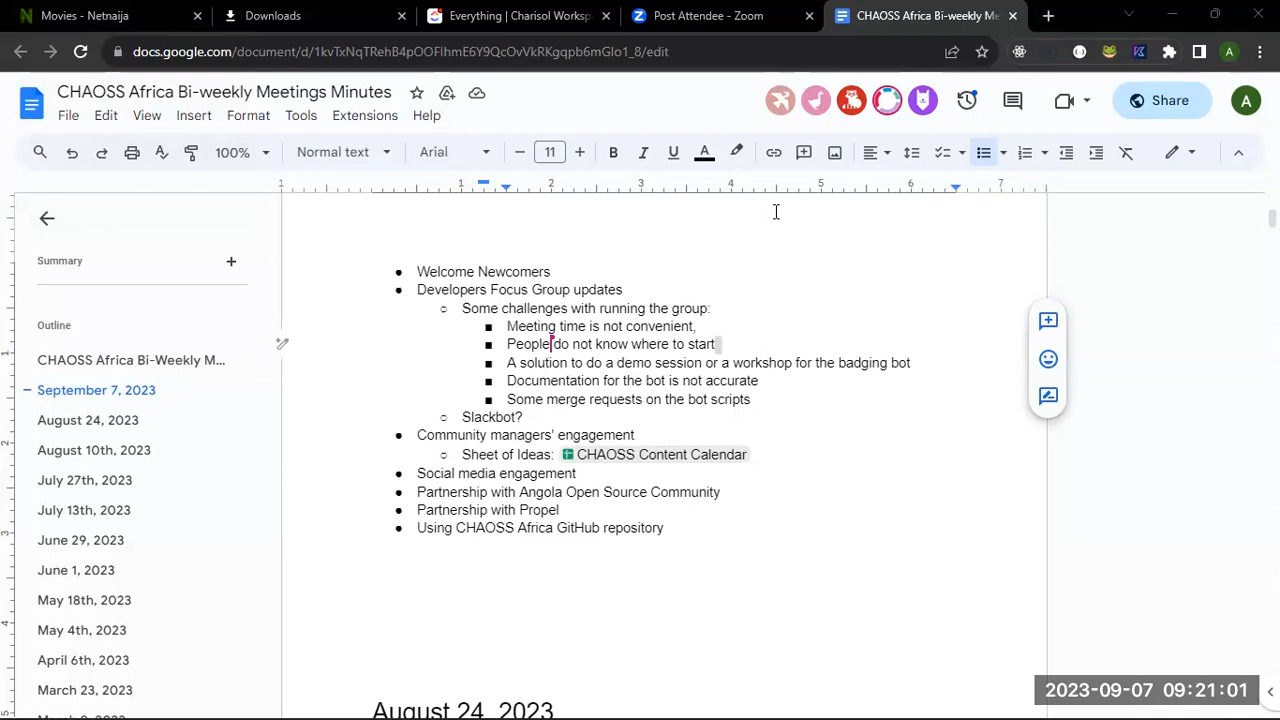 Movies - Netnaija
Downloads
Everything | Charisol Worksp
Post Attendee - Zoom
CHAOSS Africa Bi-weekly Me
docs.google.com/document/d/1kvTxNqTRehB4pOOFlhmE6Y9QcOvVkRKgqpb6mGlo1_8/edit
CHAOSS Africa Bi-weekly Meetings Minutes
File Edit View Insert Format Tools Extensions Help
Share
A
100%
Normal text
Arial
11
B I U A
1 1 2 3 4 5 6 7
Summary
Outline
CHAOSS Africa Bi-Weekly M...
September 7, 2023
August 24, 2023
August 10th, 2023
July 27th, 2023
July 13th, 2023
June 29, 2023
June 1, 2023
May 18th, 2023
May 4th, 2023
April 6th, 2023
March 23, 2023
Welcome Newcomers
Developers Focus Group updates
Some challenges with running the group:
Meeting time is not convenient,
People do not know where to start
A solution to do a demo session or a workshop for the badging bot
Documentation for the bot is not accurate
Some merge requests on the bot scripts
Slackbot?
Community managers' engagement
Sheet of Ideas: CHAOSS Content Calendar
Social media engagement
Partnership with Angola Open Source Community
Partnership with Propel
Using CHAOSS Africa GitHub repository
August 24, 2023
2023-09-07 09:21:01